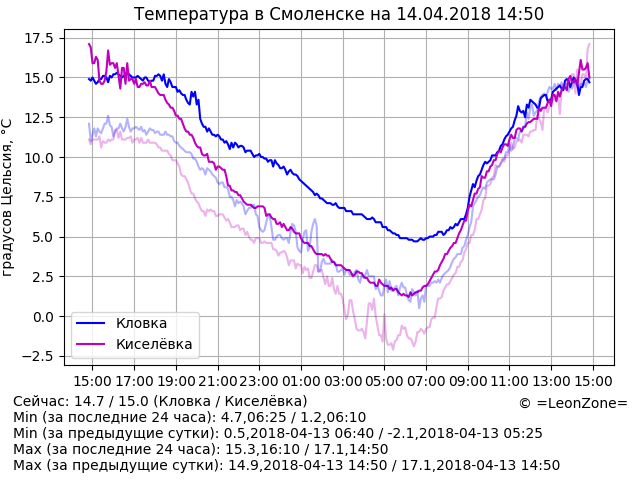 Температура в Смоленске на 14.04.2018 14:50
градусов Цельсия, °C
17.5
15.0
12.5
10.0
7.5
5.0
2.5
0.0
−2.5
Кловка
Киселёвка
15:00 17:00 19:00 21:00 23:00 01:00 03:00 05:00 07:00 09:00 11:00 13:00 15:00
Сейчас: 14.7 / 15.0 (Кловка / Киселёвка)
© =LeonZone=
Min (за последние 24 часа): 4.7,06:25 / 1.2,06:10
Min (за предыдущие сутки): 0.5,2018-04-13 06:40 / -2.1,2018-04-13 05:25
Max (за последние 24 часа): 15.3,16:10 / 17.1,14:50
Max (за предыдущие сутки): 14.9,2018-04-13 14:50 / 17.1,2018-04-13 14:50